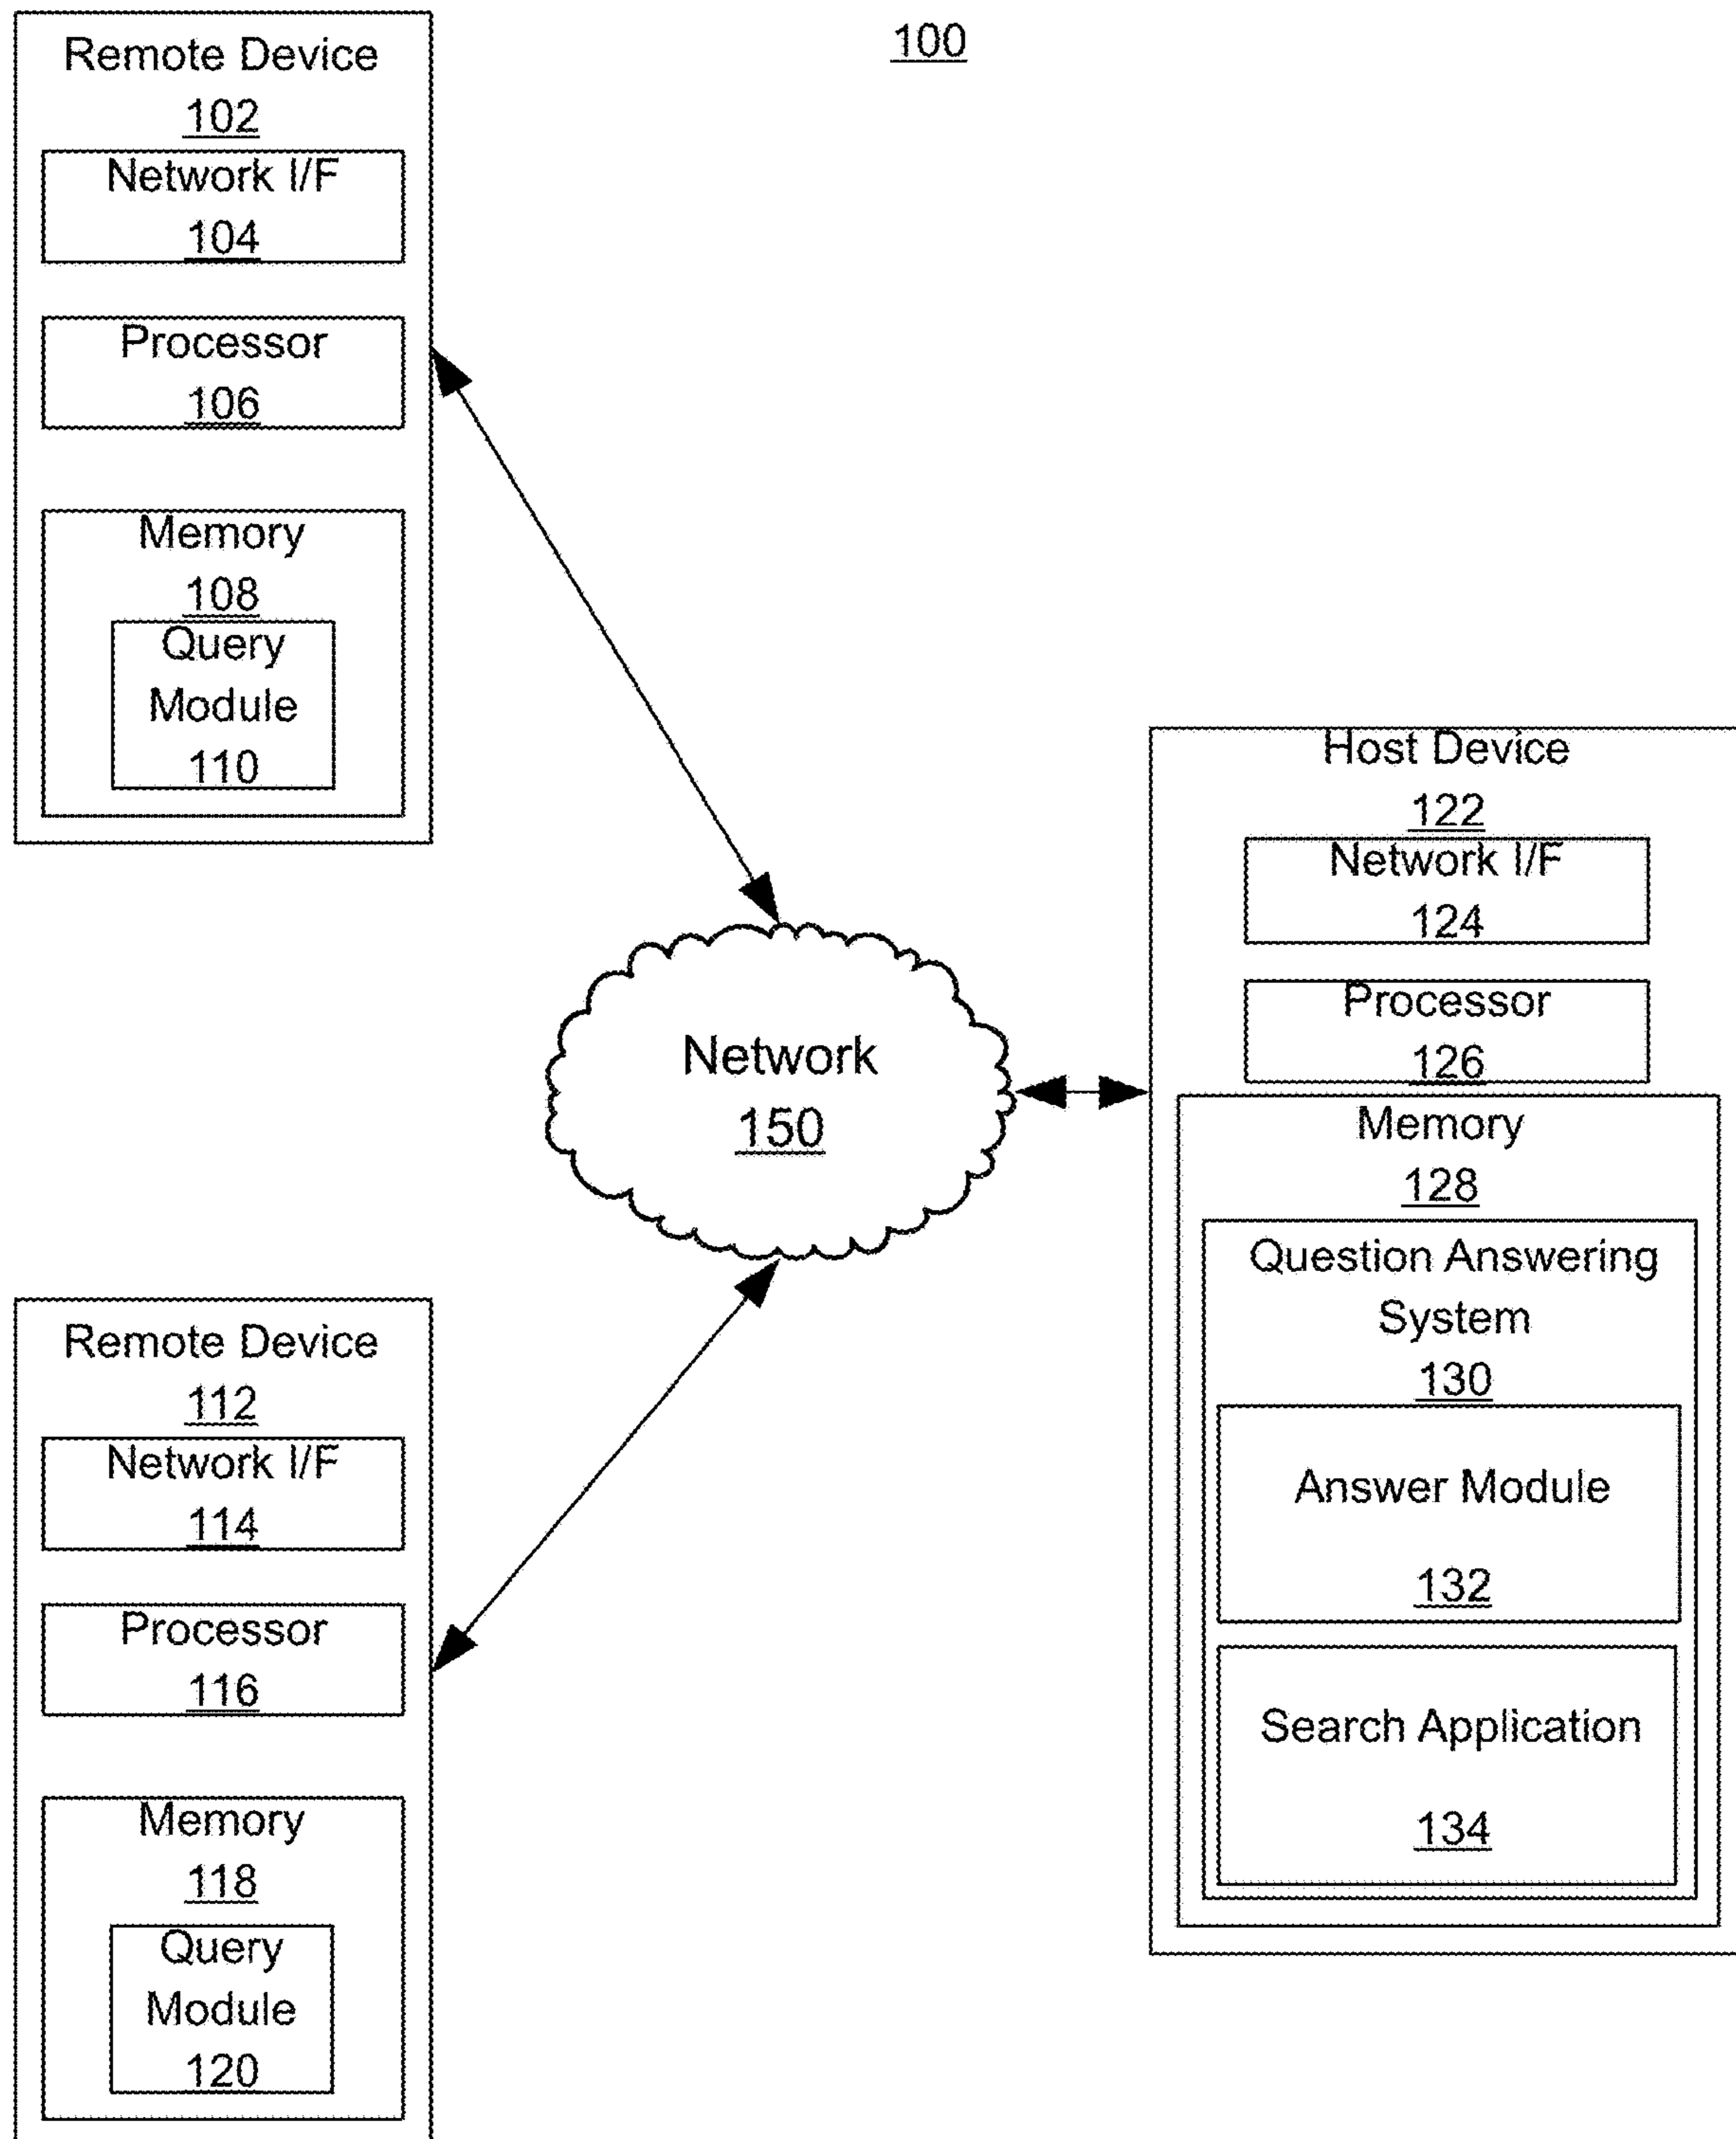 100
Remote Device
102
Network I/F
104
Processor
106
Memory
108
Query
Module
110
Network
150
Remote Device
112
Network I/F
114
Processor
116
Memory
118
Query
Module
120
Host Device
122
Network I/F
124
Processor
126
Memory
128
Question Answering
System
130
Answer Module
132
Search Application
134